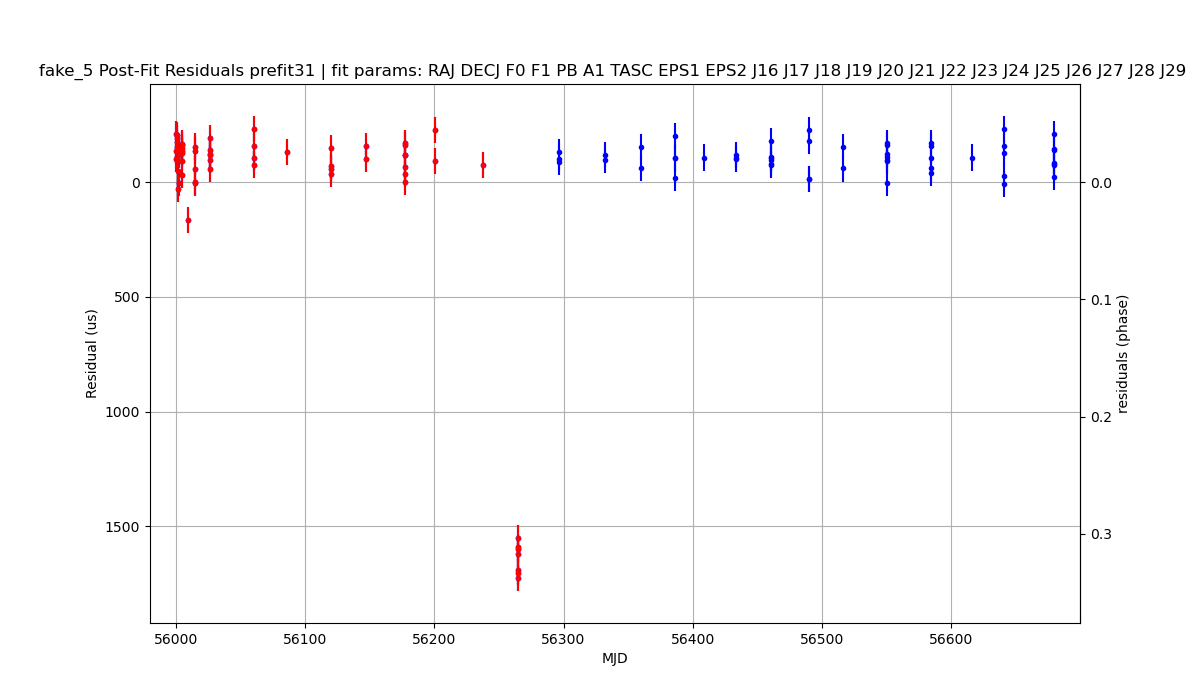 fake_5 Post-Fit Residuals prefit31 | fit params: RAJ DECJ F0 F1 PB A1 TASC EPS1 EPS2 J16 J17 J18 J19 J20 J21 J22 J23 J24 J25 J26 J27 J28 J29
Residual (us)
0
500
1000
1500
0.0
0.1
0.2
0.3
residuals (phase)
56000 56100 56200 56300 56400 56500 56600
MJD